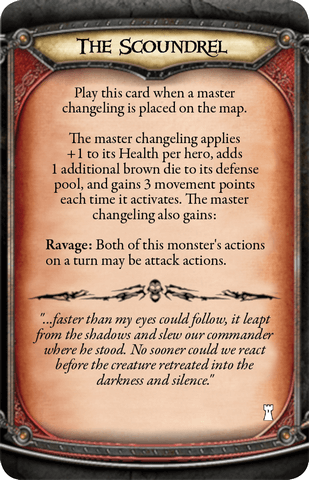 The Scoundrel
Play this card when a master
changeling is placed on the map.
The master changeling applies
+1 to its Health per hero, adds
1 additional brown die to its defense
pool, and gains 3 movement points
each time it activates. The master
changeling also gains:
Ravage: Both of this monster's actions
on a turn may be attack actions.
"...faster than my eyes could follow, it leapt
from the shadows and slew our commander
where he stood. No sooner could we react
before the creature retreated into the
darkness and silence."